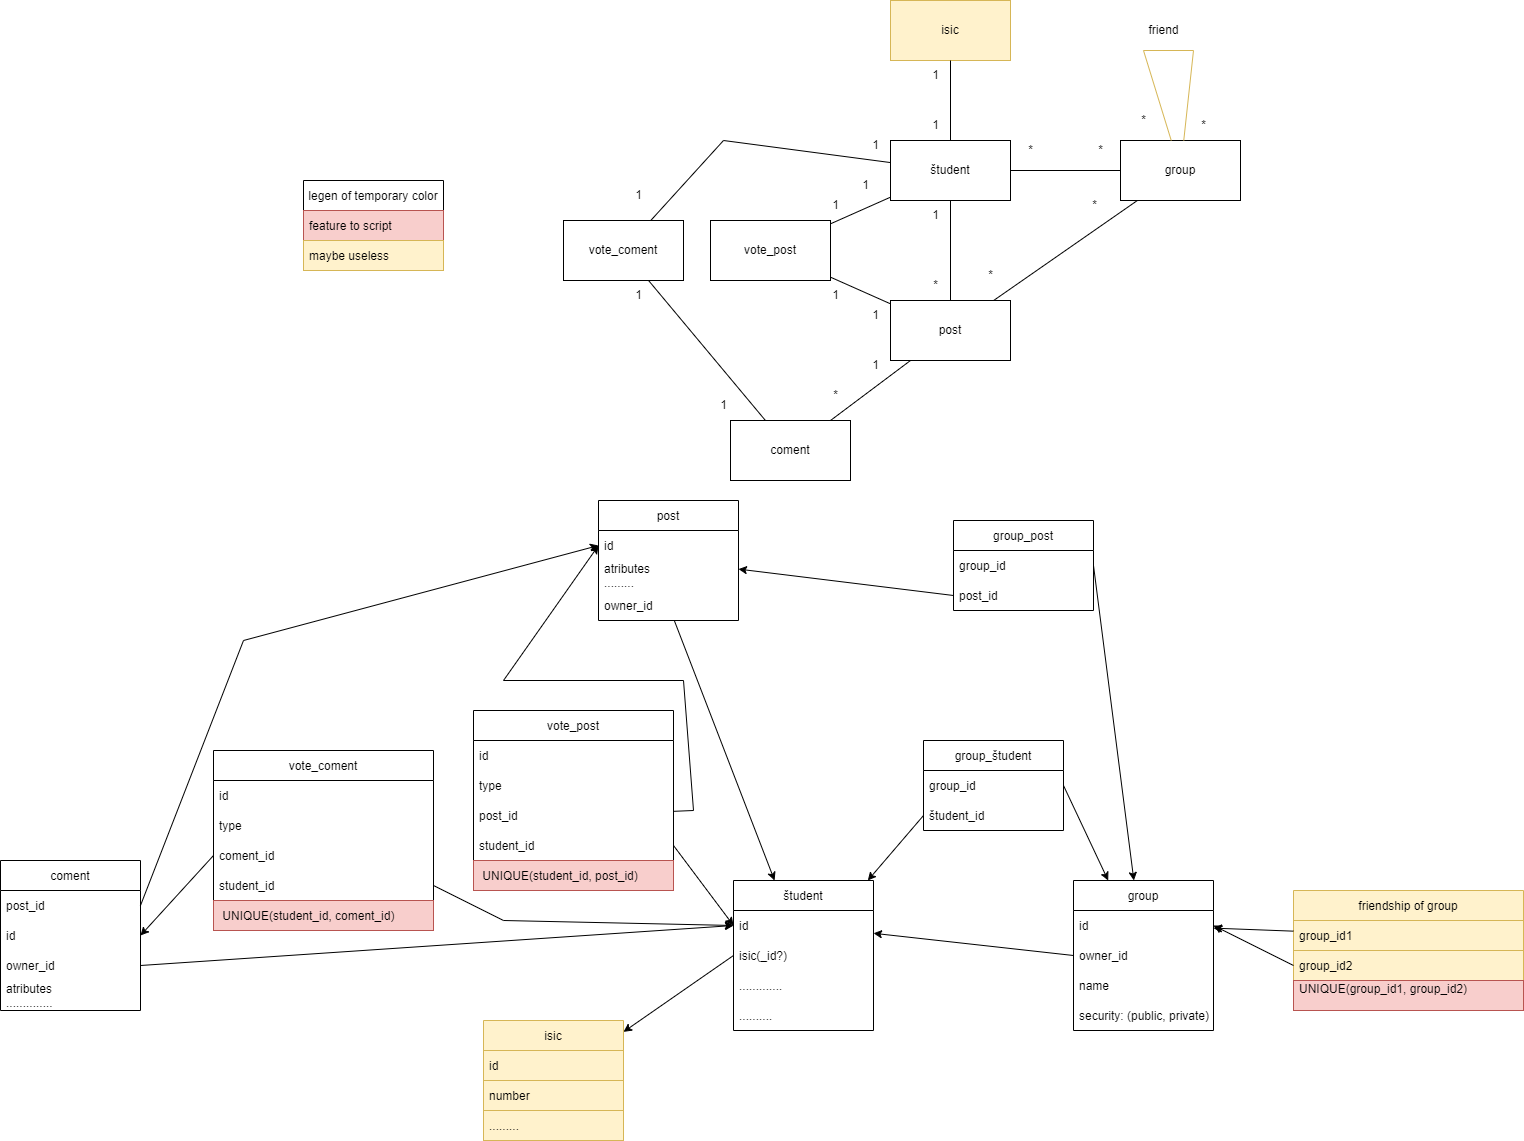 isic
friend
1
*
*
1
1
*
*
študent
group
legen of temporary color
feature to script
maybe useless
1
1
1
1
*
vote_coment
vote_post
*
*
1
1
1
post
1
*
1
coment
post
id
atributes
.........
owner_id
group_post
group_id
post_id
vote_post
id
type
post_id
student_id
UNIQUE(student_id, post_id)
vote_coment
id
type
coment_id
student_id
UNIQUE(student_id, coment_id)
group_študent
group_id
študent_id
coment
post_id
id
owner_id
atributes
..............
študent
id
isic(_id?)
.............
..........
group
id
owner_id
name
security: (public, private)
friendship of group
group_id1
group_id2
UNIQUE(group_id1, group_id2)
isic
id
number
.........